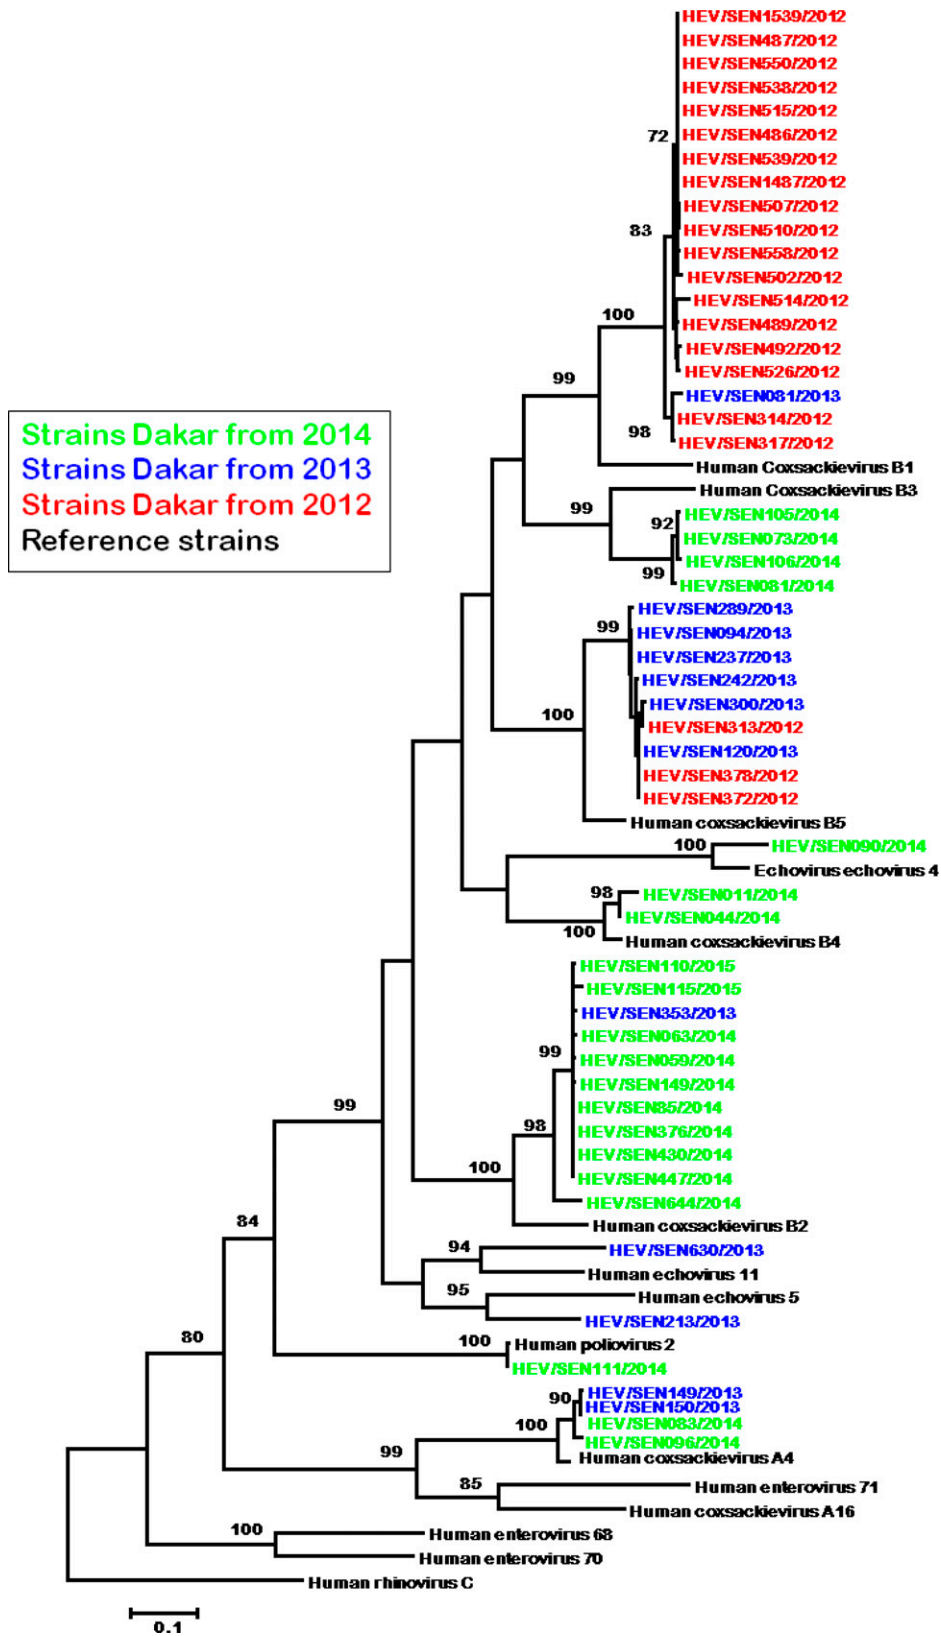 HEV/SEN1539/2012
HEV/SEN487/2012
HEV/SEN550/2012
HEV/SEN538/2012
HEV/SEN515/2012
72
HEV/SEN486/2012
HEV/SEN539/2012
HEV/SEN1487/2012
HEV/SEN507/2012
83
HEV/SEN510/2012
HEV/SEN558/2012
HEV/SEN502/2012
HEV/SEN514/2012
100
HEV/SEN489/2012
HEV/SEN492/2012
HEV/SEN526/2012
99
HEV/SEN081/2013
HEV/SEN314/2012
98
HEV/SEN317/2012
Human Coxsackievirus B1
Strains Dakar from 2014
Strains Dakar from 2013
Strains Dakar from 2012
Reference strains
Human Coxsackievirus B3
99
HEV/SEN105/2014
92
HEV/SEN073/2014
HEV/SEN106/2014
99
HEV/SEN081/2014
HEV/SEN289/2013
99
HEV/SEN094/2013
HEV/SEN237/2013
HEV/SEN242/2013
HEV/SEN300/2013
100
HEV/SEN313/2012
HEV/SEN120/2013
HEV/SEN378/2012
HEV/SEN372/2012
Human coxsackievirus B5
100
HEV/SEN090/2014
Echovirus echovirus 4
98
HEV/SEN011/2014
HEV/SEN044/2014
100
Human coxsackievirus B4
HEV/SEN110/2015
HEV/SEN115/2015
HEV/SEN353/2013
HEV/SEN063/2014
99
HEV/SEN059/2014
HEV/SEN149/2014
99
HEV/SEN85/2014
98
HEV/SEN376/2014
HEV/SEN430/2014
100
HEV/SEN447/2014
HEV/SEN644/2014
84
Human coxsackievirus B2
94
HEV/SEN630/2013
Human echovirus 11
95
Human echovirus 5
HEV/SEN213/2013
80
100
Human poliovirus 2
HEV/SEN111/2014
90
HEV/SEN149/2013
HEV/SEN150/2013
100
HEV/SEN083/2014
HEV/SEN096/2014
99
Human coxsackievirus A4
85
Human enterovirus 71
Human coxsackievirus A16
100
Human enterovirus 68
Human enterovirus 70
Human rhinovirus C
0.1